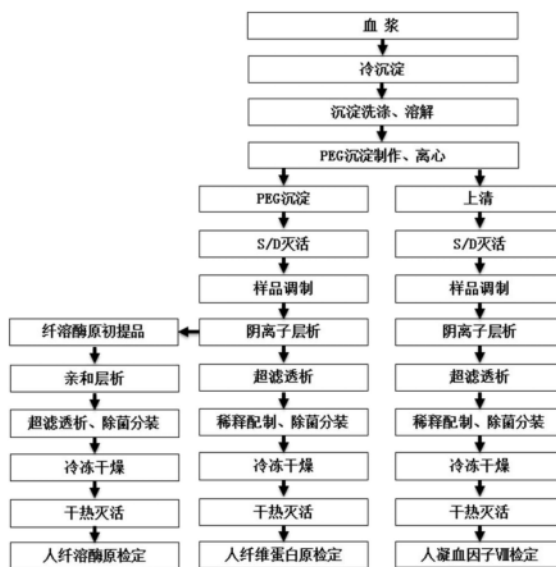 血 浆
冷沉淀
沉淀洗涤、溶解
PEG沉淀制作、离心
PEG沉淀
上清
S/D灭活
S/D灭活
样品调制
样品调制
纤溶酶原初提品
阴离子层析
阴离子层析
亲和层析
超滤透析
超滤透析
超滤透析、除菌分装
稀释配制、除菌分装
稀释配制、除菌分装
冷冻干燥
冷冻干燥
冷冻干燥
干热灭活
干热灭活
干热灭活
人纤溶酶原检定
人纤维蛋白原检定
人凝血因子Ⅷ检定